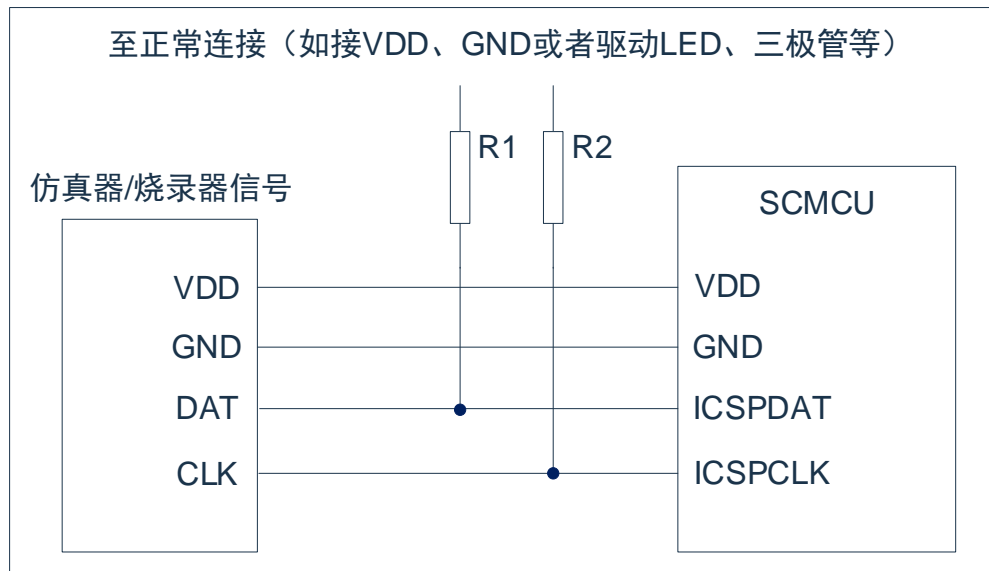 至正常连接（如接VDD、GND或者驱动LED、三极管等）
R1
R2
仿真器/烧录器信号
SCMCU
VDD
VDD
GND
GND
DAT
ICSPDAT
CLK
ICSPCLK